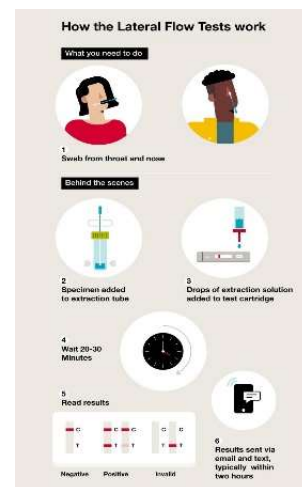 How the Lateral Flow Tests work
What you need to do
1
Swab from throat and nose
Behind the scenes
2
Specimen added
to extraction tube
3
Drops of extraction solution
added to test cartridge
4
Wait 20-30
Minutes
5
Read results
C C C C C
T T T T T
Negative Positive Invalid
6
Results sent via
email and text,
typically within
two hours